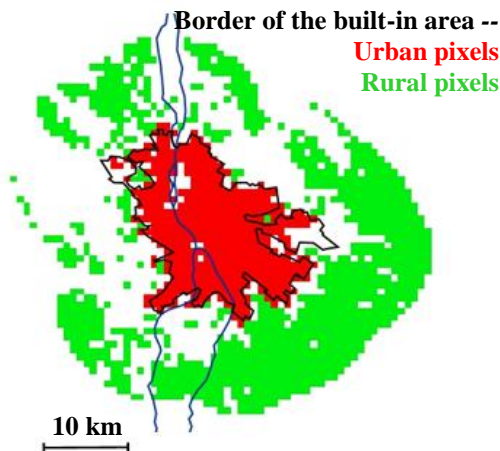 Border of the built-in area --
Urban pixels
Rural pixels
10 km